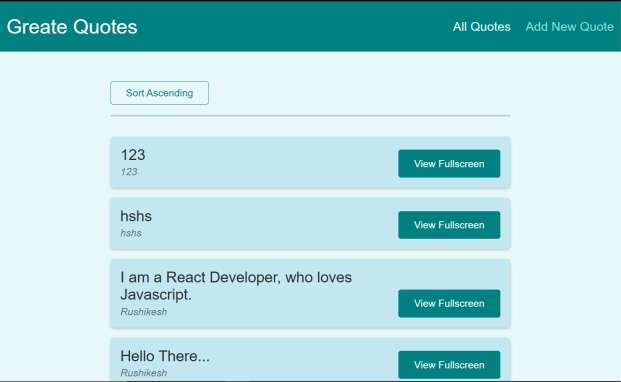 Greate Quotes
All Quotes
Add New Quote
Sort Ascending
123
123
View Fullscreen
hshs
hshs
View Fullscreen
I am a React Developer, who loves
Javascript.
Rushikesh
View Fullscreen
Hello There...
Rushikesh
View Fullscreen